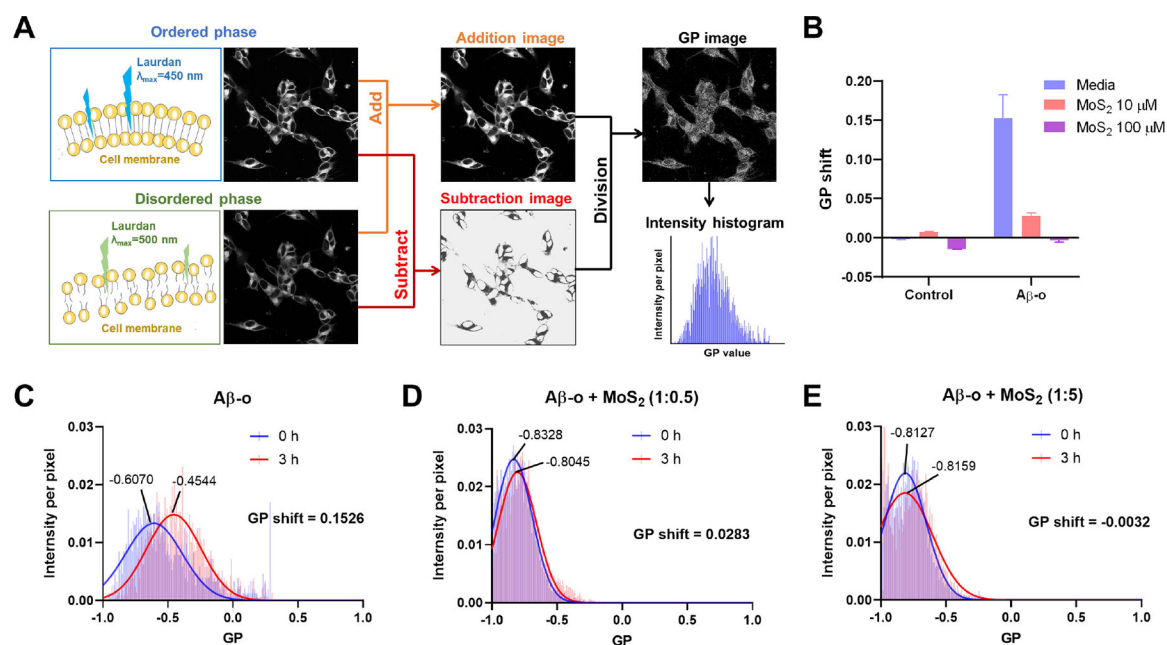 A
Ordered phase
Laurdan
λmax=450 nm
Cell membrane
Disordered phase
Laurdan
λmax=500 nm
Cell membrane
Add
Subtract
Addition image
Subtraction image
Division
GP image
Intensity histogram
Internsity per pixel
GP value
B
GP shift
0.20
0.15
0.10
0.05
0.00
-0.05
Control
Aβ-o
Media
MoS₂ 10 μM
MoS₂ 100 μM
C
Aβ-o
Internsity per pixel
0.03
0.02
0.01
0.00
-1.0 -0.5 0.0 0.5 1.0
GP
0 h
3 h
-0.6070
-0.4544
GP shift = 0.1526
D
Aβ-o + MoS₂ (1:0.5)
Internsity per pixel
0.03
0.02
0.01
0.00
-1.0 -0.5 0.0 0.5 1.0
GP
0 h
3 h
-0.8328
-0.8045
GP shift = 0.0283
E
Aβ-o + MoS₂ (1:5)
Internsity per pixel
0.03
0.02
0.01
0.00
-1.0 -0.5 0.0 0.5 1.0
GP
0 h
3 h
-0.8127
-0.8159
GP shift = -0.0032